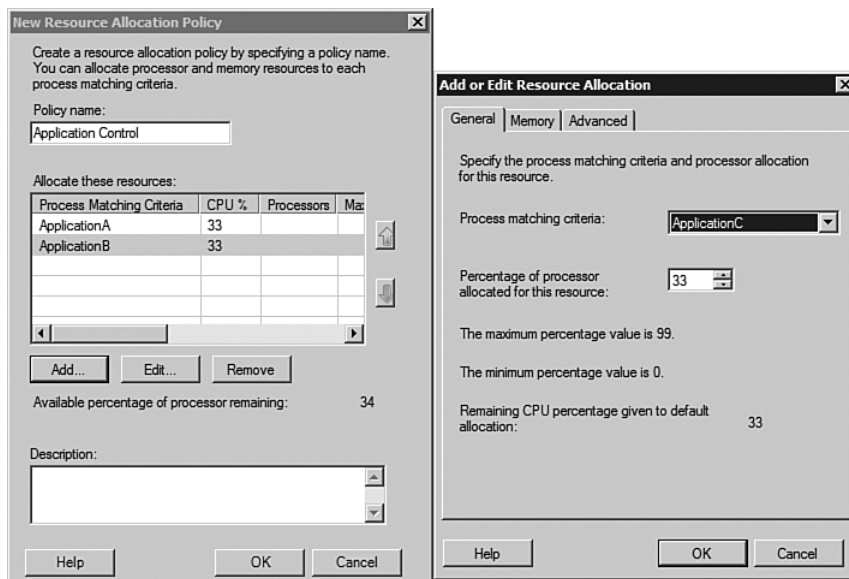 New Resource Allocation Policy
Create a resource allocation policy by specifying a policy name.
You can allocate processor and memory resources to each
process matching criteria.
Policy name:
Application Control
Allocate these resources:
Process Matching Criteria CPU % Processors Max
ApplicationA 33
ApplicationB 33
Add... Edit... Remove
Available percentage of processor remaining: 34
Description:
Help OK Cancel
Add or Edit Resource Allocation
General Memory Advanced
Specify the process matching criteria and processor allocation
for this resource.
Process matching criteria: ApplicationC
Percentage of processor
allocated for this resource: 33
The maximum percentage value is 99.
The minimum percentage value is 0.
Remaining CPU percentage given to default
allocation: 33
Help OK Cancel